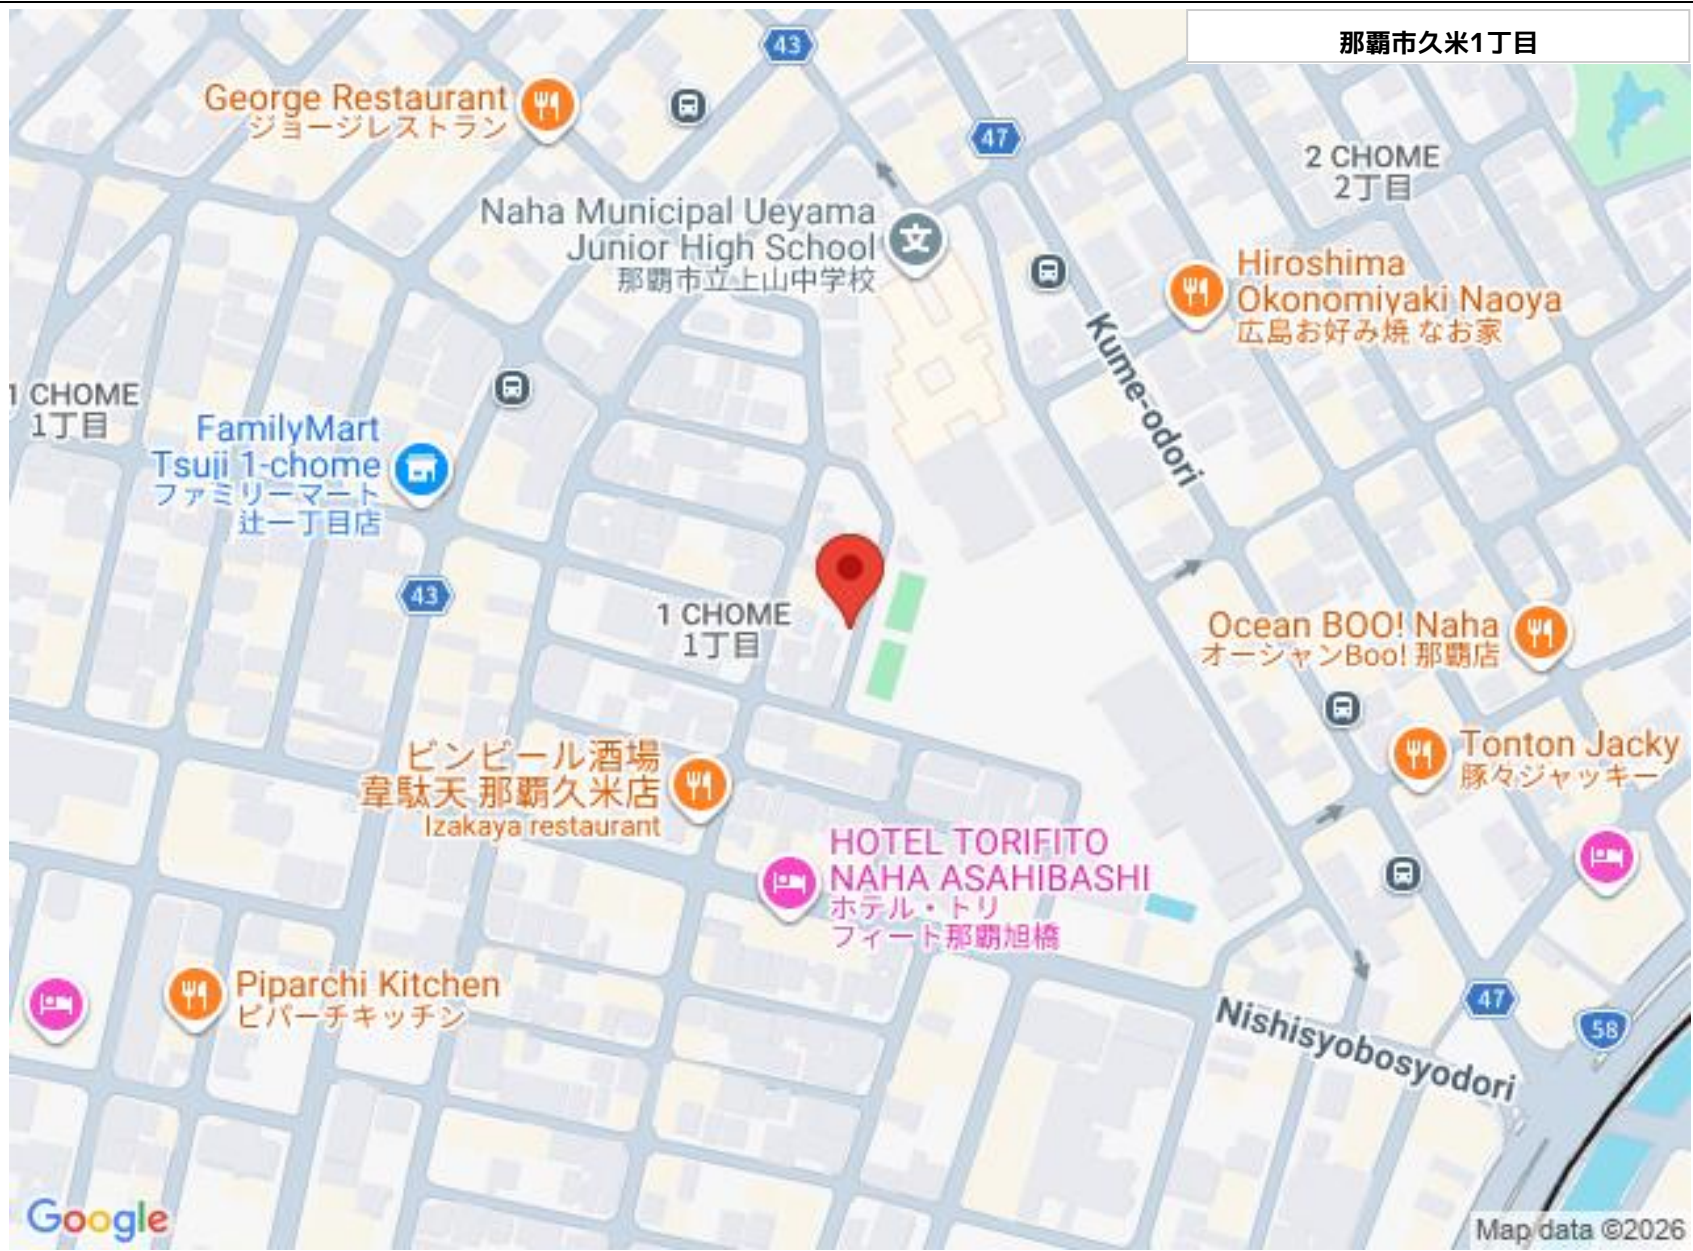 那覇市久米1丁目
43
George Restaurant
ジョージレストラン
47
2 CHOME
2丁目
Naha Municipal Ueyama
Junior High School
那覇市立上山中学校
Hiroshima
Okonomiyaki Naoya
広島お好み焼 なお家
Kume-odori
1 CHOME
1丁目
FamilyMart
Tsuji 1-chome
ファミリーマート
辻一丁目店
43
1 CHOME
1丁目
Ocean BOO! Naha
オーシャンBoo! 那覇店
Tonton Jacky
豚々ジャッキー
ビンビール酒場
韋駄天 那覇久米店
Izakaya restaurant
HOTEL TORIFITO
NAHA ASAHIBASHI
ホテル・トリ
フィート那覇旭橋
Piparchi Kitchen
ピパーチキッチン
47
58
Nishisyobosyodori
Google
Map data ©2026